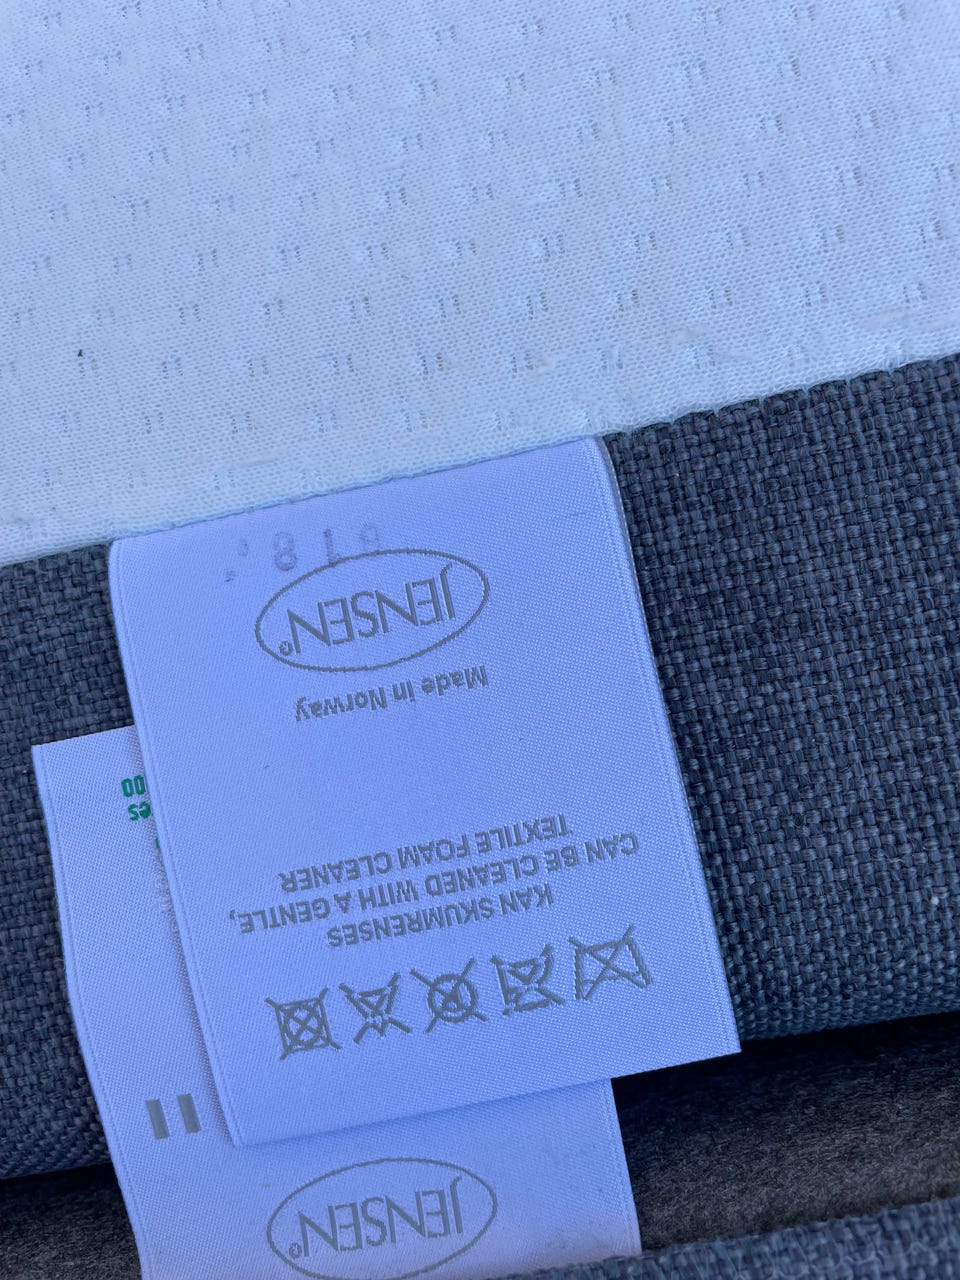 JENSEN®
KAN SKUMRENSES
CAN BE CLEANED WITH A GENTLE,
TEXTILE FOAM CLEANER
Made in Norway
JENSEN®